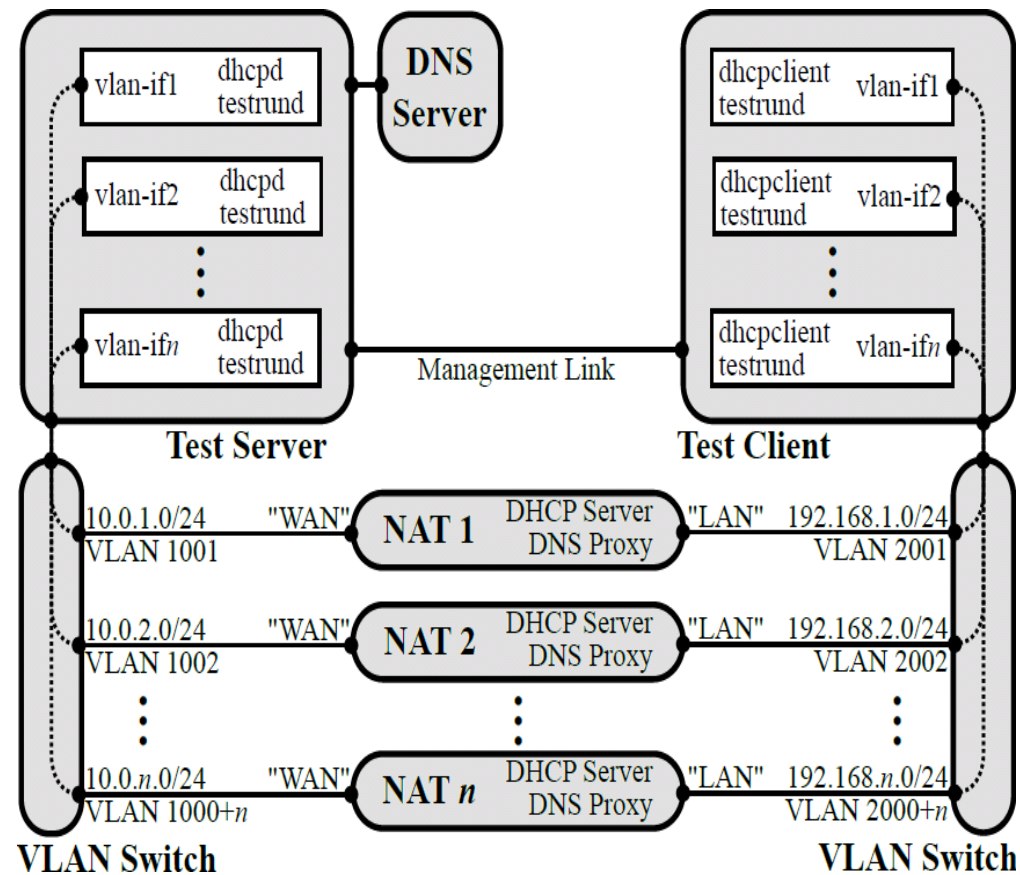 vlan-if1
dhcpd
testrund
DNS
Server
dhcpclient
testrund
vlan-if1
vlan-if2
dhcpd
testrund
dhcpclient
testrund
vlan-if2
vlan-ifn
dhcpd
testrund
Management Link
dhcpclient
testrund
vlan-ifn
Test Server
Test Client
10.0.1.0/24
"WAN"
VLAN 1001
NAT 1
DHCP Server
DNS Proxy
"LAN"
192.168.1.0/24
VLAN 2001
10.0.2.0/24
"WAN"
VLAN 1002
NAT 2
DHCP Server
DNS Proxy
"LAN"
192.168.2.0/24
VLAN 2002
10.0.n.0/24
"WAN"
VLAN 1000+n
NAT n
DHCP Server
DNS Proxy
"LAN"
192.168.n.0/24
VLAN 2000+n
VLAN Switch
VLAN Switch